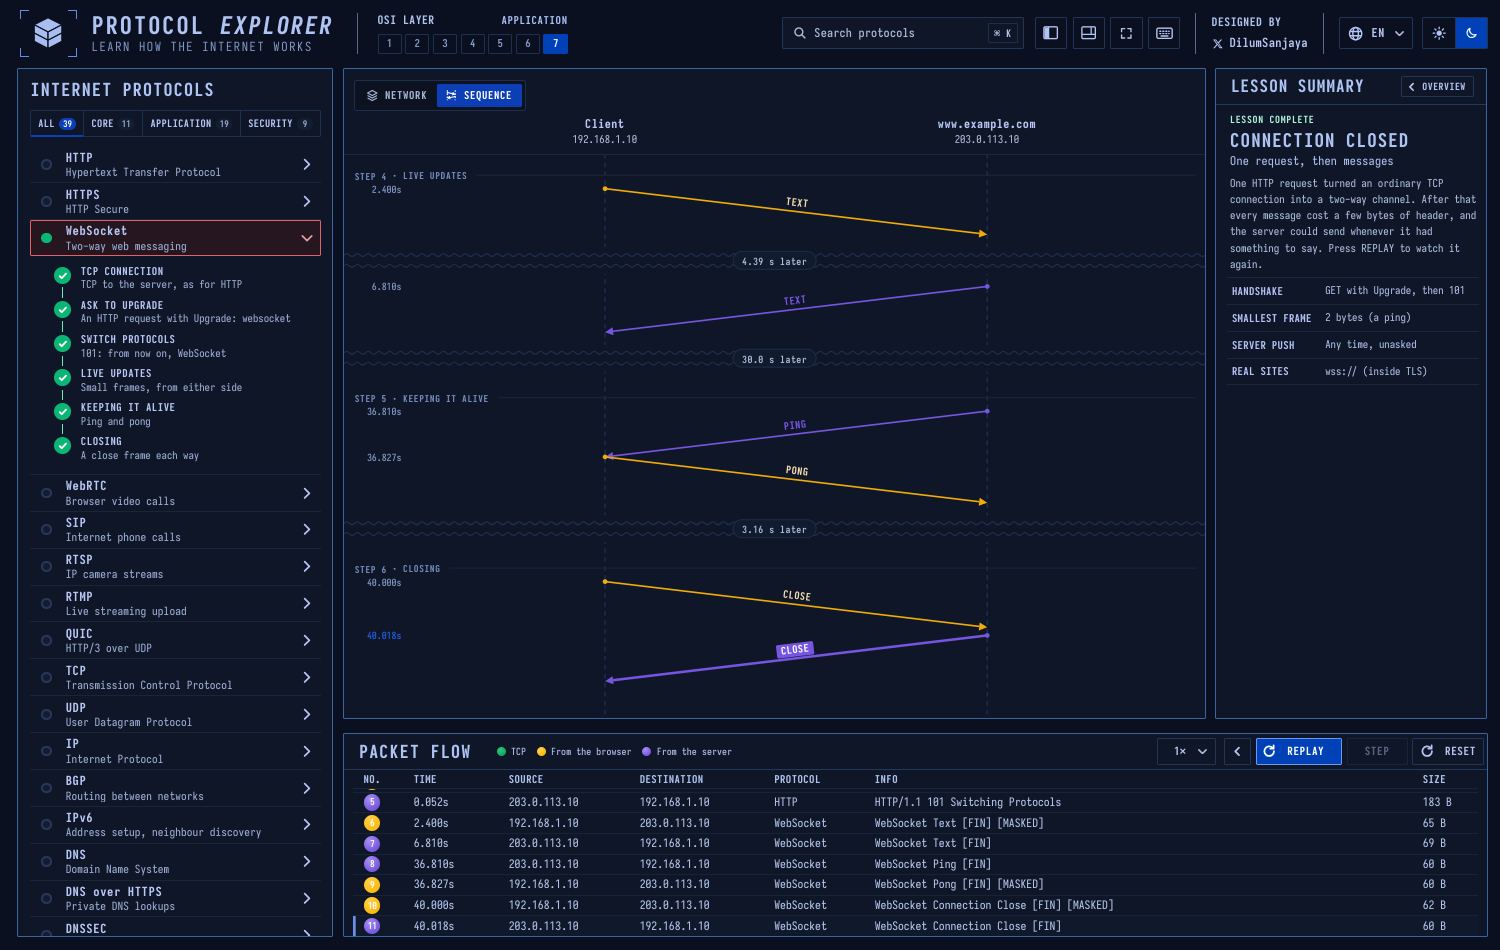 PROTOCOL EXPLORER
LEARN HOW THE INTERNET WORKS
OSI LAYER APPLICATION
1 2 3 4 5 6 7
Search protocols ⌘ K
DESIGNED BY
DilumSanjaya
EN
INTERNET PROTOCOLS
ALL 39 CORE 11 APPLICATION 19 SECURITY 9
HTTP
Hypertext Transfer Protocol
HTTPS
HTTP Secure
WebSocket
Two-way web messaging
TCP CONNECTION
TCP to the server, as for HTTP
ASK TO UPGRADE
An HTTP request with Upgrade: websocket
SWITCH PROTOCOLS
101: from now on, WebSocket
LIVE UPDATES
Small frames, from either side
KEEPING IT ALIVE
Ping and pong
CLOSING
A close frame each way
WebRTC
Browser video calls
SIP
Internet phone calls
RTSP
IP camera streams
RTMP
Live streaming upload
QUIC
HTTP/3 over UDP
TCP
Transmission Control Protocol
UDP
User Datagram Protocol
IP
Internet Protocol
BGP
Routing between networks
IPv6
Address setup, neighbour discovery
DNS
Domain Name System
DNS over HTTPS
Private DNS lookups
DNSSEC
NETWORK SEQUENCE
Client www.example.com
192.168.1.10 203.0.113.10
STEP 4 · LIVE UPDATES
2.400s
TEXT
4.39 s later
6.810s
TEXT
30.0 s later
STEP 5 · KEEPING IT ALIVE
36.810s
PING
36.827s
PONG
3.16 s later
STEP 6 · CLOSING
40.000s
CLOSE
40.018s
CLOSE
LESSON SUMMARY OVERVIEW
LESSON COMPLETE
CONNECTION CLOSED
One request, then messages
One HTTP request turned an ordinary TCP
connection into a two-way channel. After that
every message cost a few bytes of header, and
the server could send whenever it had
something to say. Press REPLAY to watch it
again.
HANDSHAKE GET with Upgrade, then 101
SMALLEST FRAME 2 bytes (a ping)
SERVER PUSH Any time, unasked
REAL SITES wss:// (inside TLS)
PACKET FLOW TCP From the browser From the server 1× REPLAY STEP RESET
NO. TIME SOURCE DESTINATION PROTOCOL INFO SIZE
5 0.052s 203.0.113.10 192.168.1.10 HTTP HTTP/1.1 101 Switching Protocols 183 B
6 2.400s 192.168.1.10 203.0.113.10 WebSocket WebSocket Text [FIN] [MASKED] 65 B
7 6.810s 203.0.113.10 192.168.1.10 WebSocket WebSocket Text [FIN] 69 B
8 36.810s 203.0.113.10 192.168.1.10 WebSocket WebSocket Ping [FIN] 60 B
9 36.827s 192.168.1.10 203.0.113.10 WebSocket WebSocket Pong [FIN] [MASKED] 60 B
10 40.000s 192.168.1.10 203.0.113.10 WebSocket WebSocket Connection Close [FIN] [MASKED] 62 B
11 40.018s 203.0.113.10 192.168.1.10 WebSocket WebSocket Connection Close [FIN] 60 B